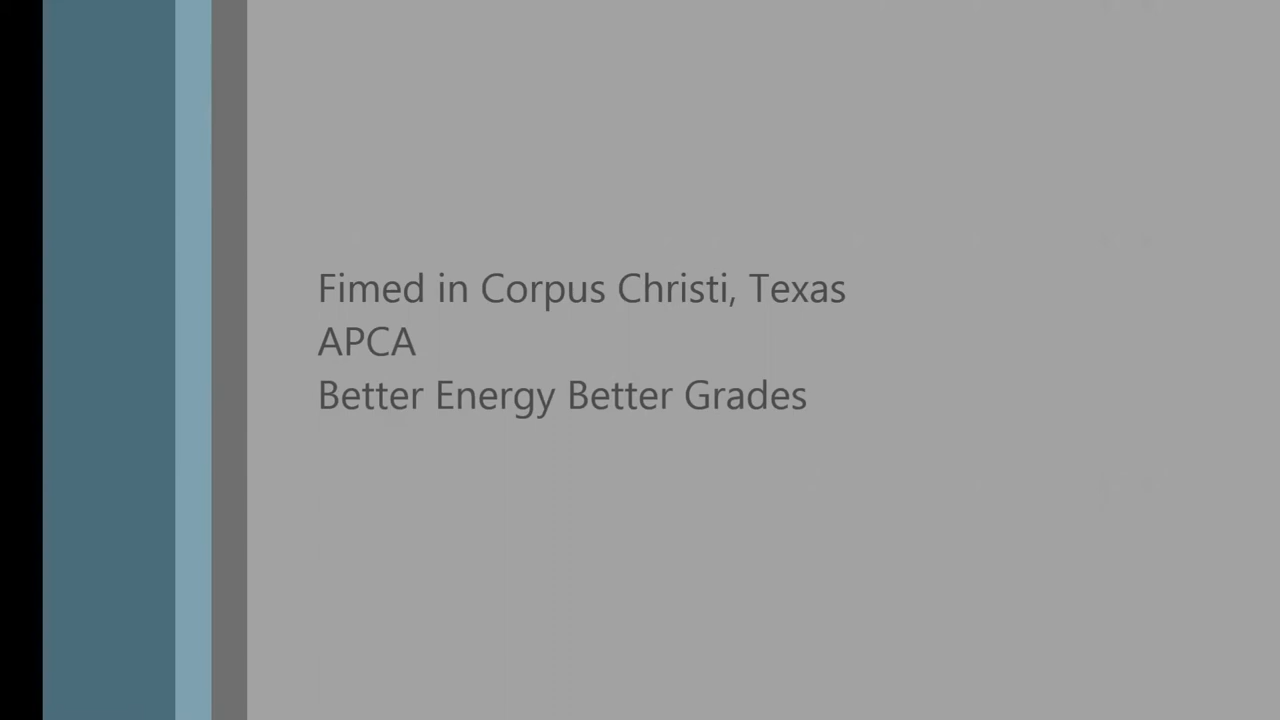 Fimed in Corpus Christi, Texas
APCA
Better Energy Better Grades